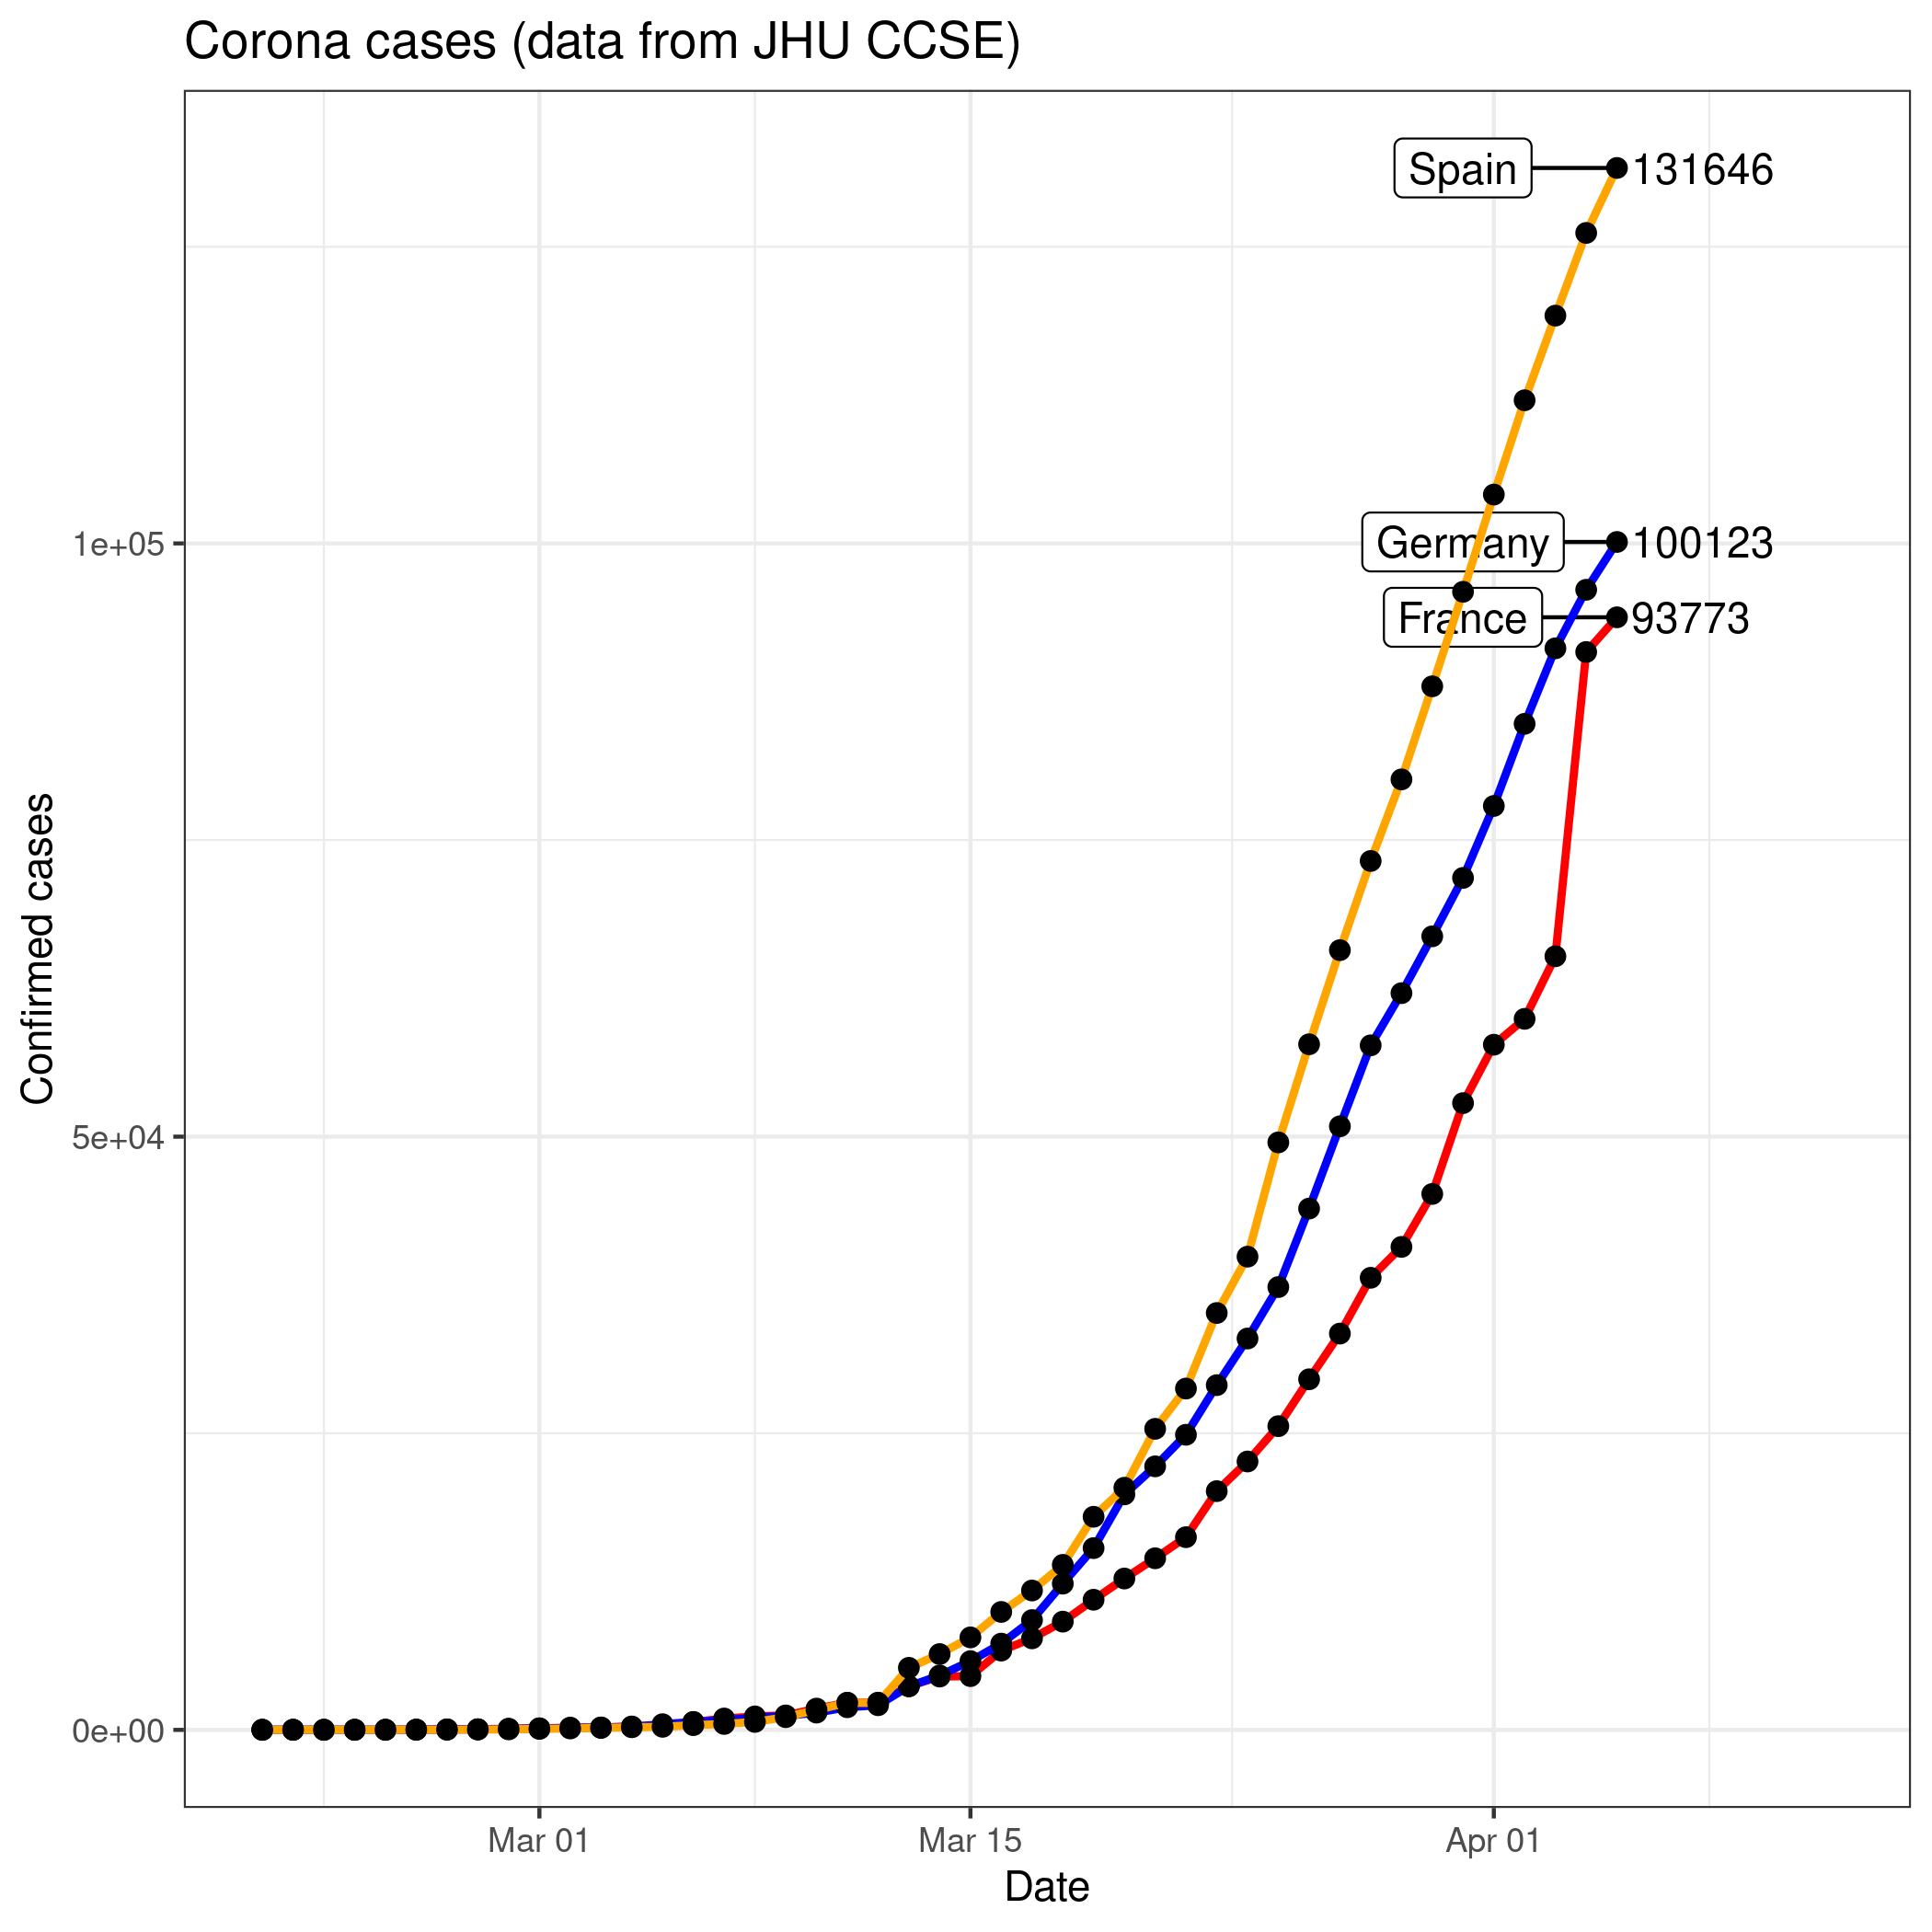 Corona cases (data from JHU CCSE)
Spain 131646
Germany 100123
France 93773
1e+05
5e+04
0e+00
Confirmed cases
Mar 01 Mar 15 Apr 01
Date